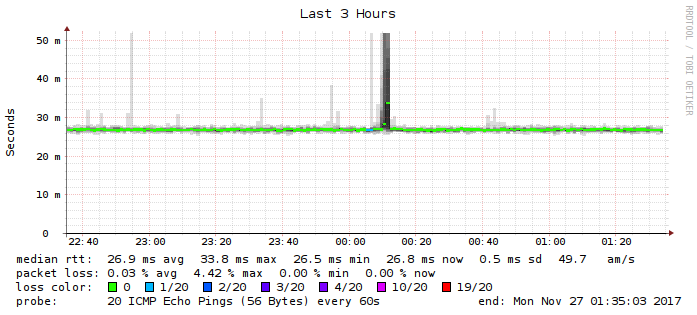 Last 3 Hours
RRDTOOL / TOBI OETIKER
Seconds
50 m
40 m
30 m
20 m
10 m
0
22:40 23:00 23:20 23:40 00:00 00:20 00:40 01:00 01:20
median rtt: 26.9 ms avg 33.8 ms max 26.5 ms min 26.8 ms now 0.5 ms sd 49.7 am/s
packet loss: 0.03 % avg 4.42 % max 0.00 % min 0.00 % now
loss color: 0 1/20 2/20 3/20 4/20 10/20 19/20
probe: 20 ICMP Echo Pings (56 Bytes) every 60s end: Mon Nov 27 01:35:03 2017